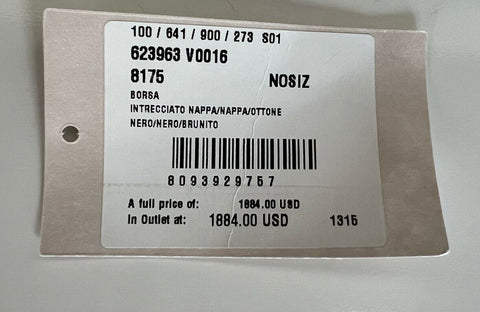 100 / 641 / 900 / 273 S01
623963 V0016
8175 NOSIZ
BORSA
INTRECCIATO NAPPA/NAPPA/OTTONE
NERO/NERO/BRUNITO
8093929757
A full price of: 1884.00 USD
In Outlet at: 1884.00 USD 1315